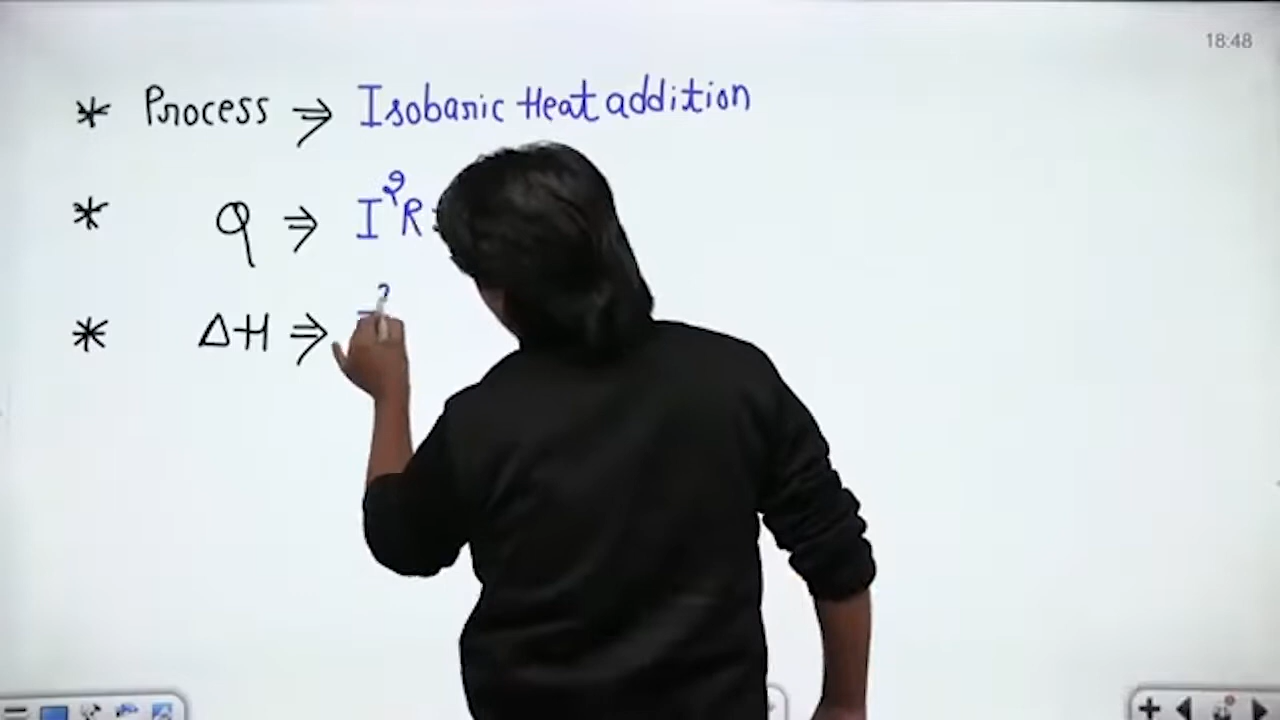 18:48
* Process ⇒ Isobaric Heat addition
* Q ⇒ I²R
* ΔH ⇒